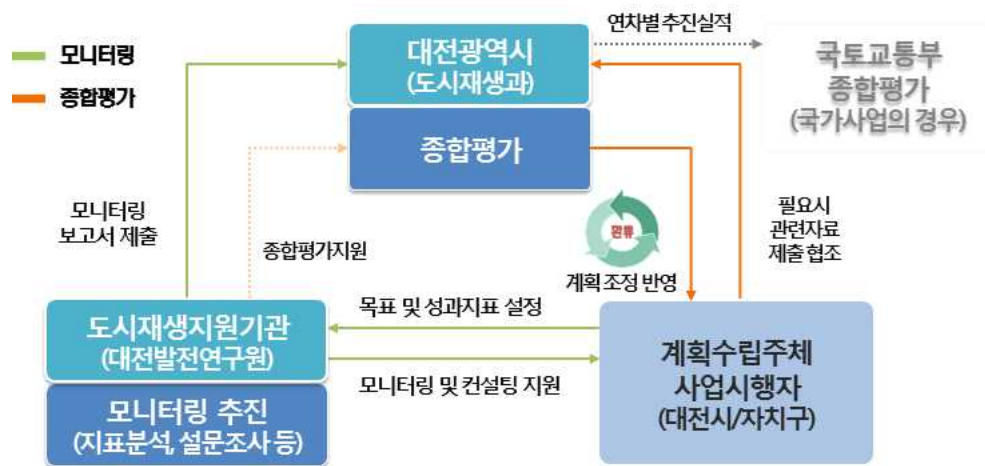 모니터링
종합평가
대전광역시
(도시재생과)
종합평가
연차별 추진실적
국토교통부
종합평가
(국가사업의 경우)
모니터링
보고서 제출
종합평가지원
환류
계획 조정 반영
필요시
관련자료
제출 협조
도시재생지원기관
(대전발전연구원)
모니터링 추진
(지표분석, 설문조사 등)
목표 및 성과지표 설정
모니터링 및 컨설팅 지원
계획수립주체
사업시행자
(대전시/자치구)